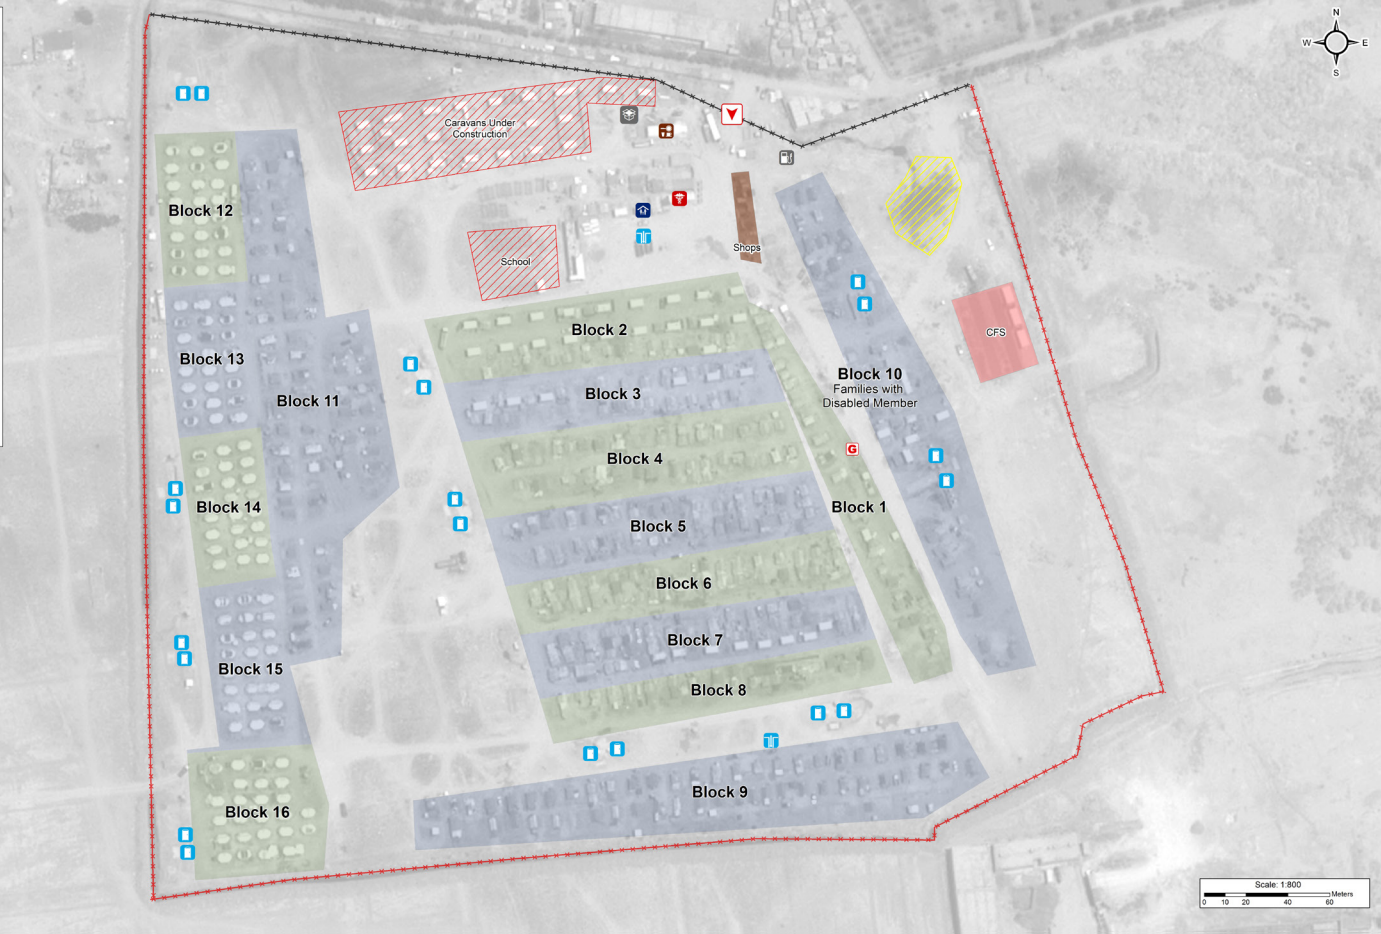 N
W E
S
Caravans Under
Construction
Block 12
Shops
School
Block 2
CFS
Block 13
Block 10
Families with
Disabled Member
Block 3
Block 11
G
Block 4
Block 14
Block 1
Block 5
Block 6
Block 7
Block 15
Block 8
Block 9
Block 16
Scale: 1:800
Meters
0 10 20 40 60